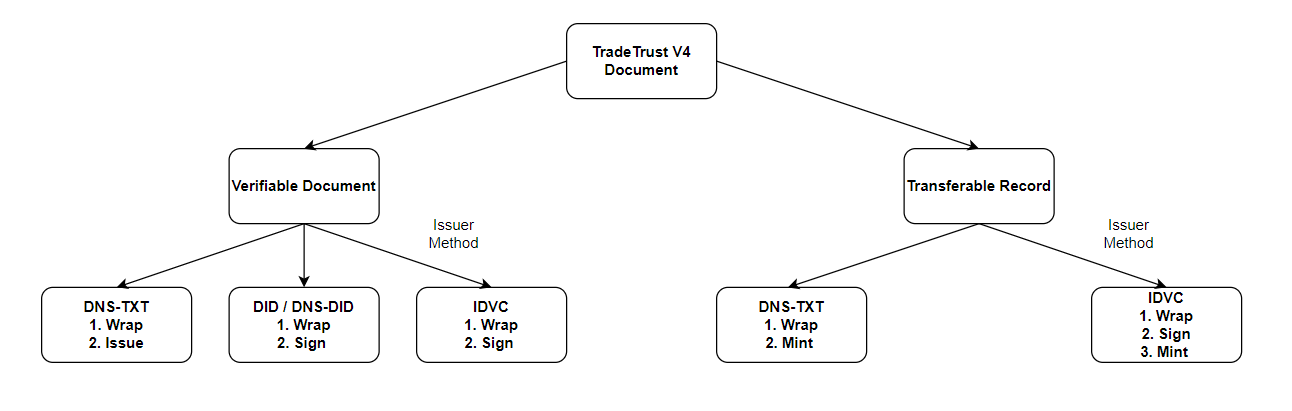 TradeTrust V4
Document
Verifiable Document
Transferable Record
Issuer
Method
Issuer
Method
DNS-TXT
1. Wrap
2. Issue
DID / DNS-DID
1. Wrap
2. Sign
IDVC
1. Wrap
2. Sign
DNS-TXT
1. Wrap
2. Mint
IDVC
1. Wrap
2. Sign
3. Mint